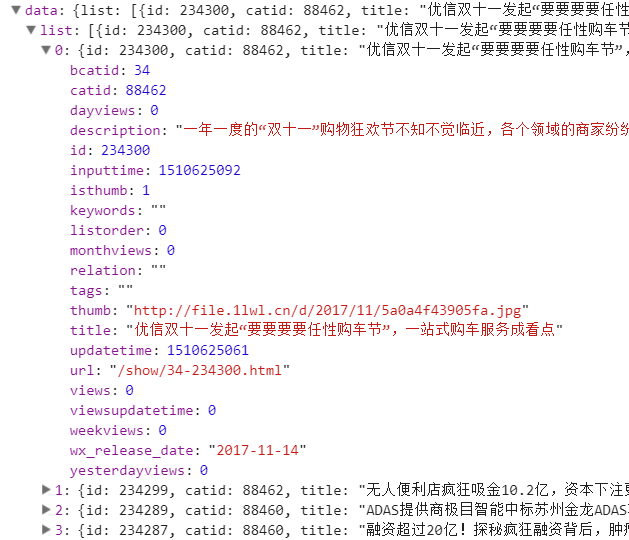 data: {list: [{id: 234300, catid: 88462, title: "优信双十一发起“要要要要任性
list: [{id: 234300, catid: 88462, title: "优信双十一发起“要要要要任性购车节
0: {id: 234300, catid: 88462, title: "优信双十一发起“要要要要任性购车节”,
bcatid: 34
catid: 88462
dayviews: 0
description: "一年一度的“双十一”购物狂欢节不知不觉临近，各个领域的商家纷纷
id: 234300
inputtime: 1510625092
isthumb: 1
keywords: ""
listorder: 0
monthviews: 0
relation: ""
tags: ""
thumb: "http://file.1lwl.cn/d/2017/11/5a0a4f43905fa.jpg"
title: "优信双十一发起“要要要要任性购车节”，一站式购车服务成看点"
updatetime: 1510625061
url: "/show/34-234300.html"
views: 0
viewsupdatetime: 0
weekviews: 0
wx_release_date: "2017-11-14"
yesterdayviews: 0
1: {id: 234299, catid: 88462, title: "无人便利店疯狂吸金10.2亿，资本下注更
2: {id: 234289, catid: 88460, title: "ADAS提供商极目智能中标苏州金龙ADAS
3: {id: 234287, catid: 88460, title: "融资超过20亿！探秘疯狂融资背后，肿瘤